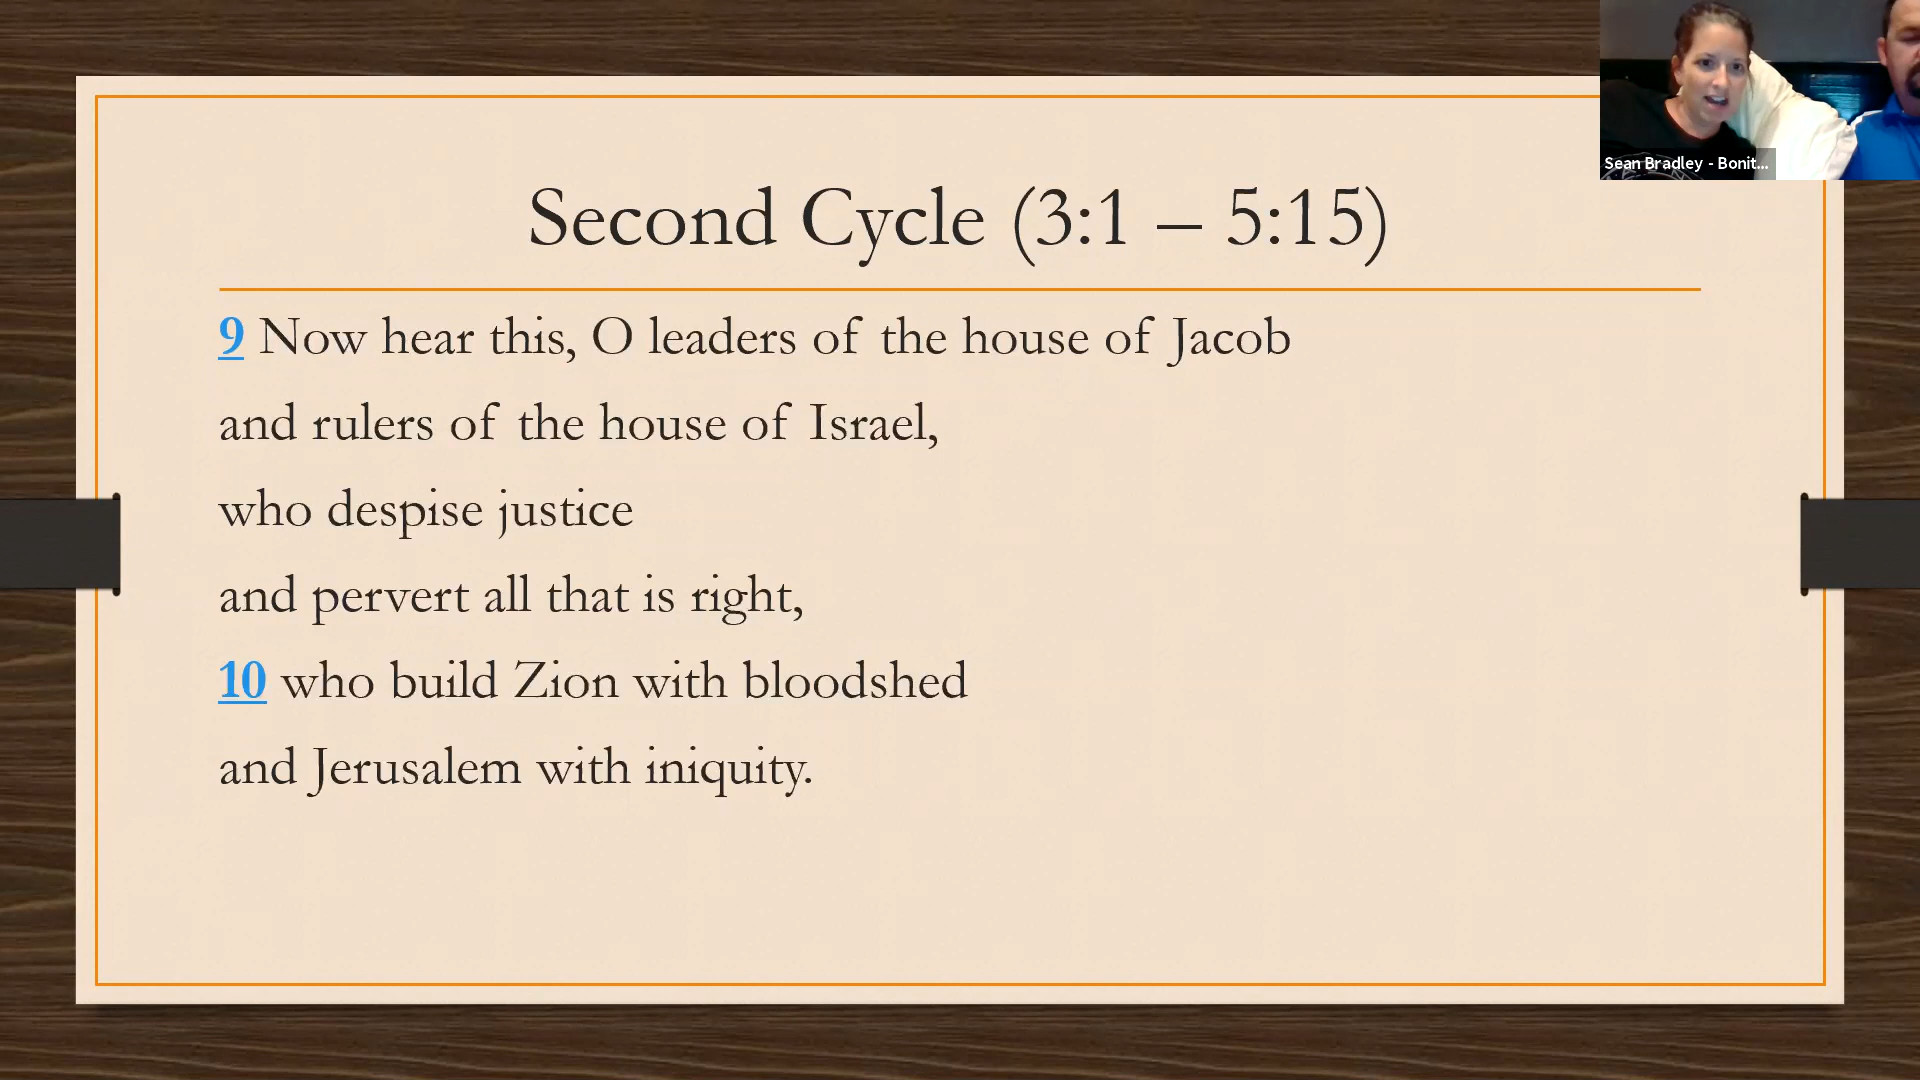 Sean Bradley - Bonit...
Second Cycle (3:1 – 5:15)
9 Now hear this, O leaders of the house of Jacob
and rulers of the house of Israel,
who despise justice
and pervert all that is right,
10 who build Zion with bloodshed
and Jerusalem with iniquity.